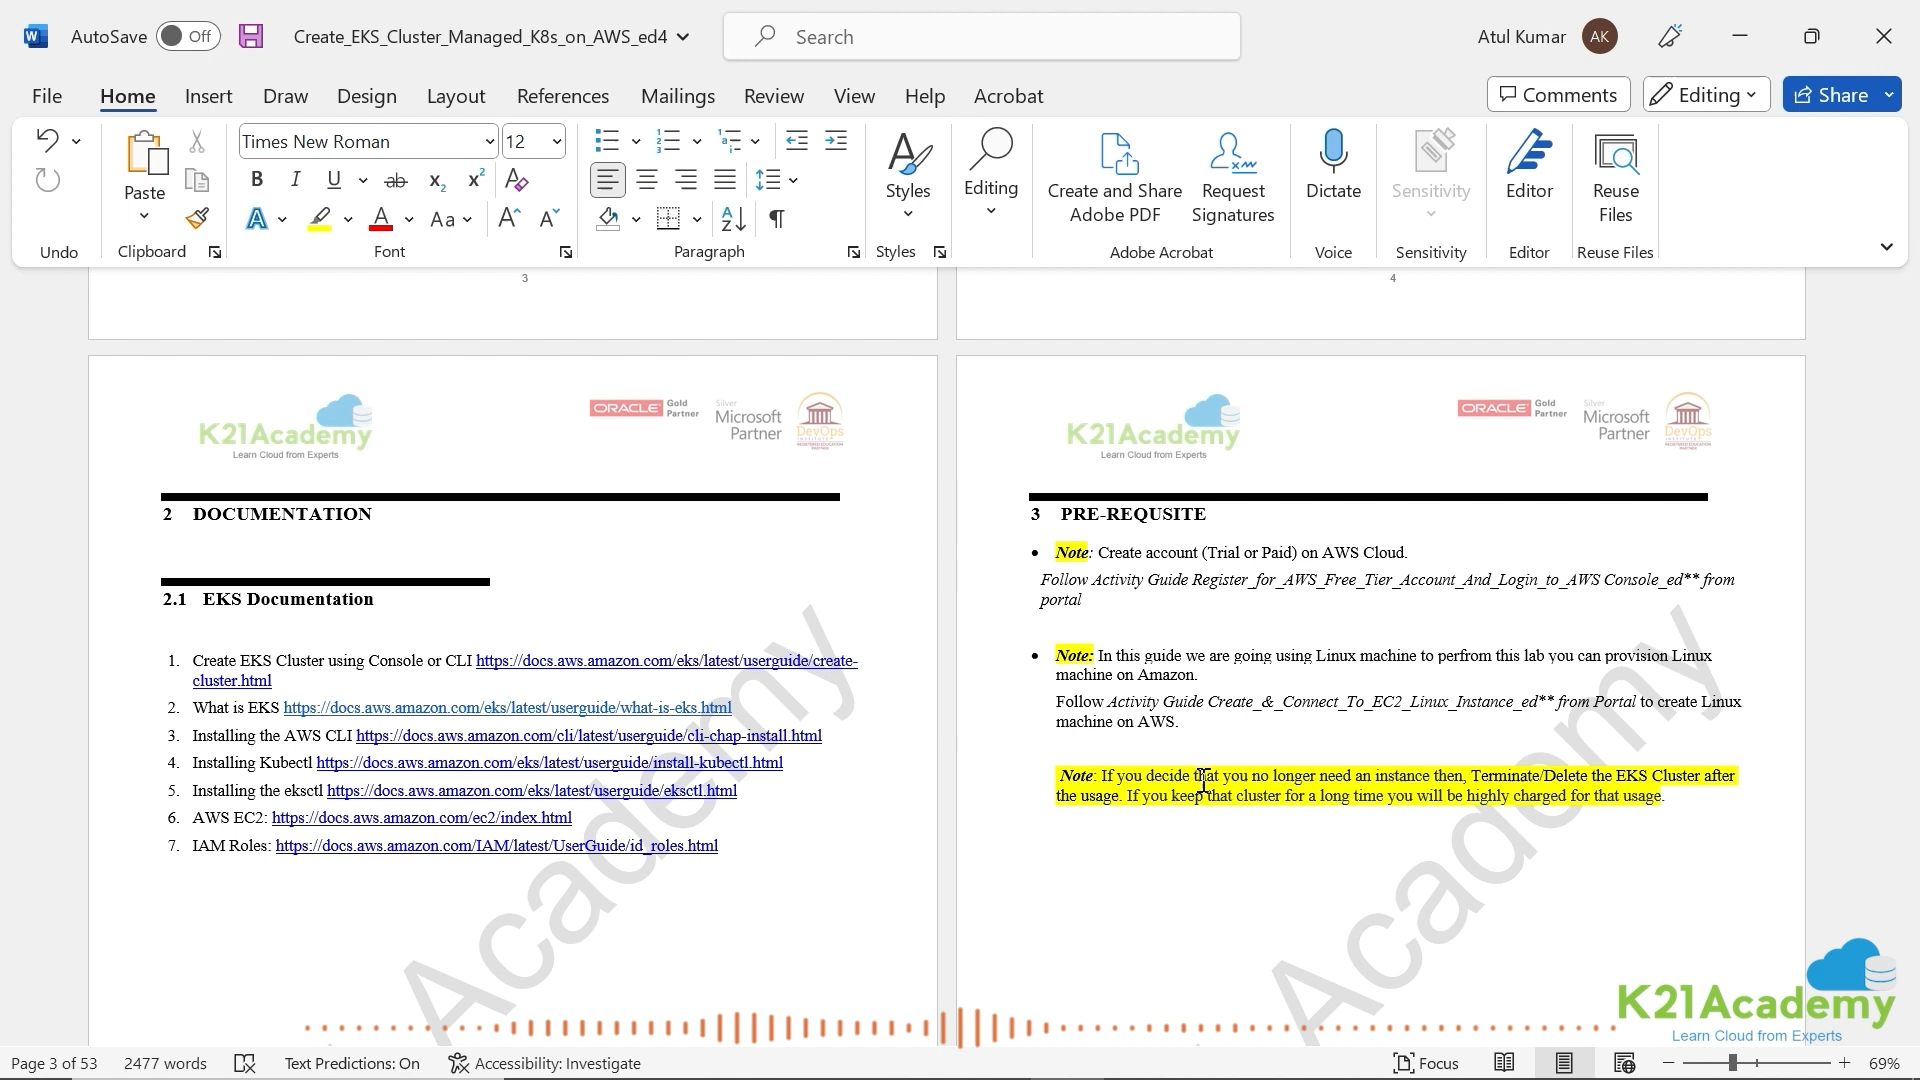 AutoSave Off Create_EKS_Cluster_Managed_K8s_on_AWS_ed4 Search Atul Kumar AK
File Home Insert Draw Design Layout References Mailings Review View Help Acrobat Comments Editing Share
Times New Roman 12
Paste Styles Editing Create and Share Adobe PDF Request Signatures Dictate Sensitivity Editor Reuse Files
Undo Clipboard Font Paragraph Styles Adobe Acrobat Voice Sensitivity Editor Reuse Files
3
4
K21Academy
Learn Cloud from Experts
ORACLE Gold Partner
Silver Microsoft Partner
DevOps
2 DOCUMENTATION
2.1 EKS Documentation
1. Create EKS Cluster using Console or CLI https://docs.aws.amazon.com/eks/latest/userguide/create-
cluster.html
2. What is EKS https://docs.aws.amazon.com/eks/latest/userguide/what-is-eks.html
3. Installing the AWS CLI https://docs.aws.amazon.com/cli/latest/userguide/cli-chap-install.html
4. Installing Kubectl https://docs.aws.amazon.com/eks/latest/userguide/install-kubectl.html
5. Installing the eksctl https://docs.aws.amazon.com/eks/latest/userguide/eksctl.html
6. AWS EC2: https://docs.aws.amazon.com/ec2/index.html
7. IAM Roles: https://docs.aws.amazon.com/IAM/latest/UserGuide/id_roles.html
Academy
K21Academy
Learn Cloud from Experts
ORACLE Gold Partner
Silver Microsoft Partner
DevOps
3 PRE-REQUSITE
• Note: Create account (Trial or Paid) on AWS Cloud.
Follow Activity Guide Register_for_AWS_Free_Tier_Account_And_Login_to_AWS Console_ed** from
portal
• Note: In this guide we are going using Linux machine to perfrom this lab you can provision Linux
machine on Amazon.
Follow Activity Guide Create_&_Connect_To_EC2_Linux_Instance_ed** from Portal to create Linux
machine on AWS.
Note: If you decide that you no longer need an instance then, Terminate/Delete the EKS Cluster after
the usage. If you keep that cluster for a long time you will be highly charged for that usage.
Academy
K21Academy
Learn Cloud from Experts
Page 3 of 53 2477 words Text Predictions: On Accessibility: Investigate Focus 69%